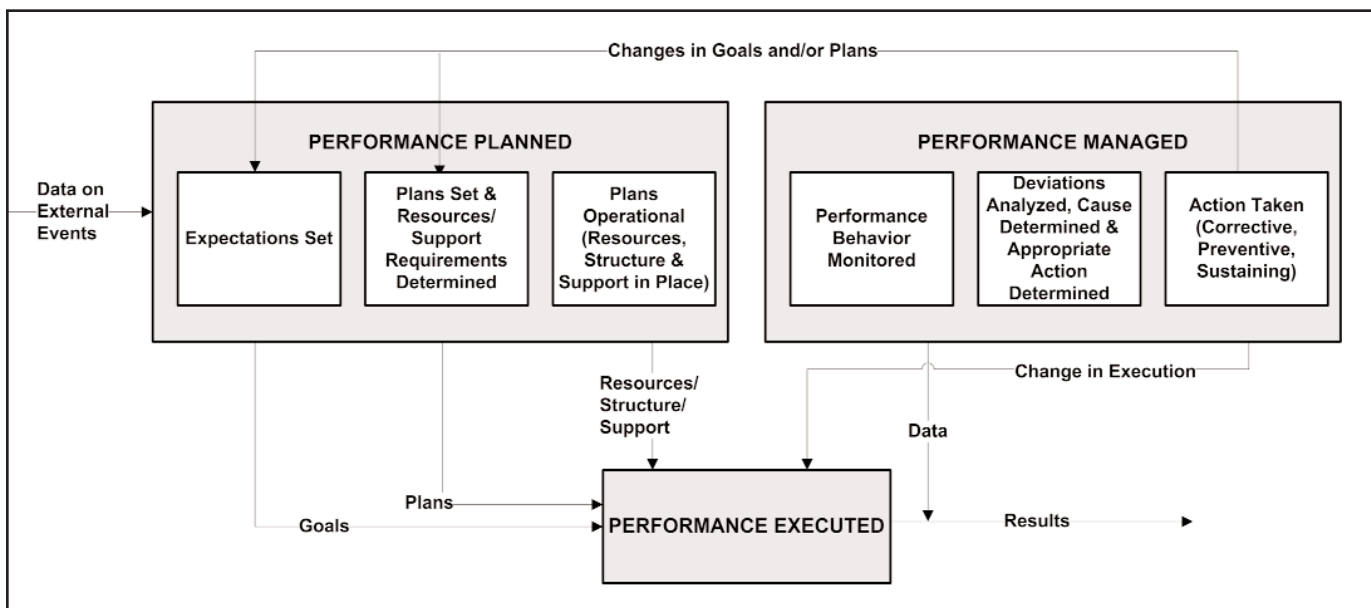 Changes in Goals and/or Plans
PERFORMANCE PLANNED
PERFORMANCE MANAGED
Data on
External
Events
Expectations Set
Plans Set &
Resources/
Support
Requirements
Determined
Plans
Operational
(Resources,
Structure &
Support in Place)
Performance
Behavior
Monitored
Deviations
Analyzed, Cause
Determined &
Appropriate
Action
Determined
Action Taken
(Corrective,
Preventive,
Sustaining)
Resources/
Structure/
Support
Change in Execution
Data
Plans
Goals
PERFORMANCE EXECUTED
Results